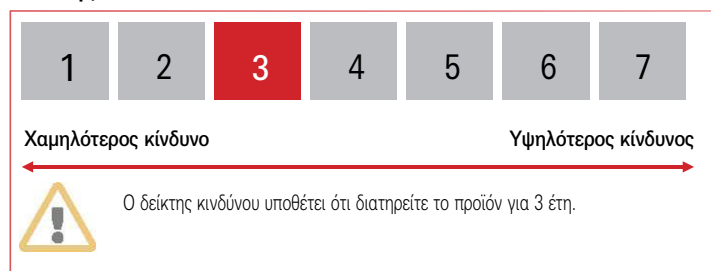 1 2 3 4 5 6 7
Χαμηλότερος κίνδυνο Υψηλότερος κίνδυνος
Ο δείκτης κινδύνου υποθέτει ότι διατηρείτε το προϊόν για 3 έτη.